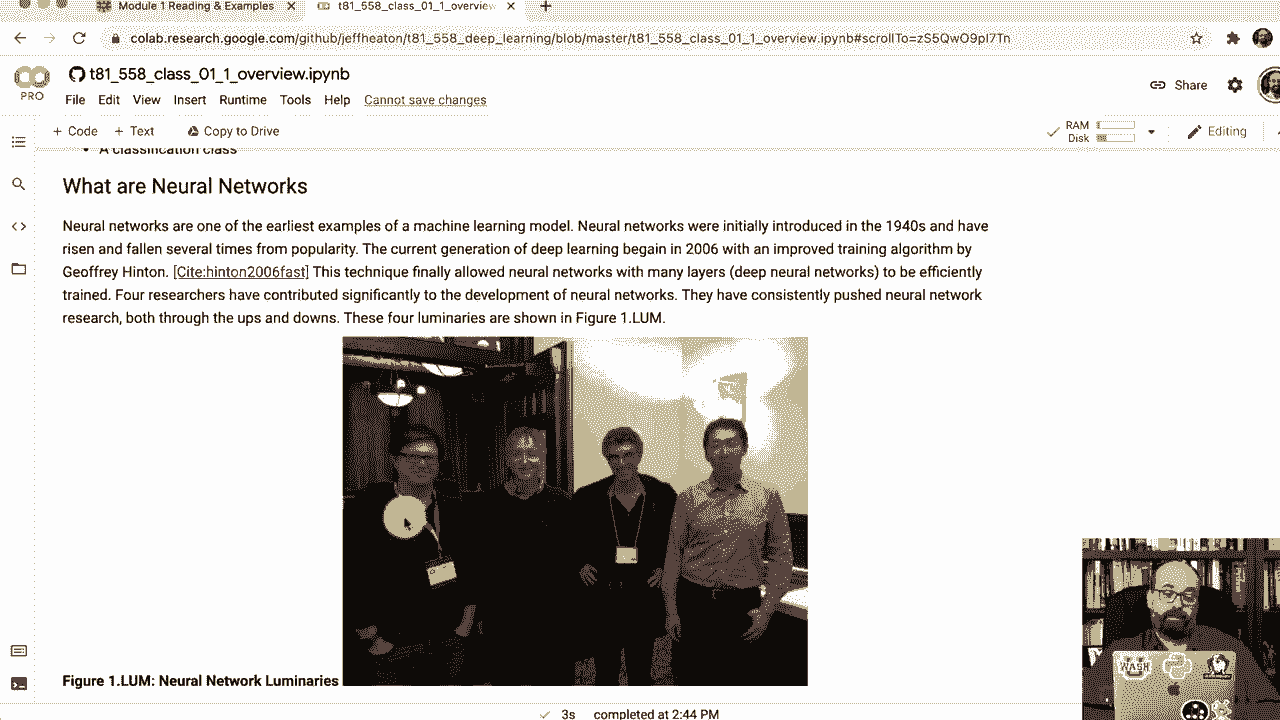 Module 1 Reading & Examples
t81_558_class_01_1_overview
colab.research.google.com/github/jeffheaton/t81_558_deep_learning/blob/master/t81_558_class_01_1_overview.ipynb#scrollTo=zS5QwO9pI7Tn
PRO
t81_558_class_01_1_overview.ipynb
File Edit View Insert Runtime Tools Help Cannot save changes
Share
+ Code + Text Copy to Drive
RAM
Disk
Editing
A classification class
What are Neural Networks
Neural networks are one of the earliest examples of a machine learning model. Neural networks were initially introduced in the 1940s and have
risen and fallen several times from popularity. The current generation of deep learning begain in 2006 with an improved training algorithm by
Geoffrey Hinton. [Cite:hinton2006fast] This technique finally allowed neural networks with many layers (deep neural networks) to be efficiently
trained. Four researchers have contributed significantly to the development of neural networks. They have consistently pushed neural network
research, both through the ups and downs. These four luminaries are shown in Figure 1.LUM.
Figure 1.LUM: Neural Network Luminaries
WASH
3s completed at 2:44 PM